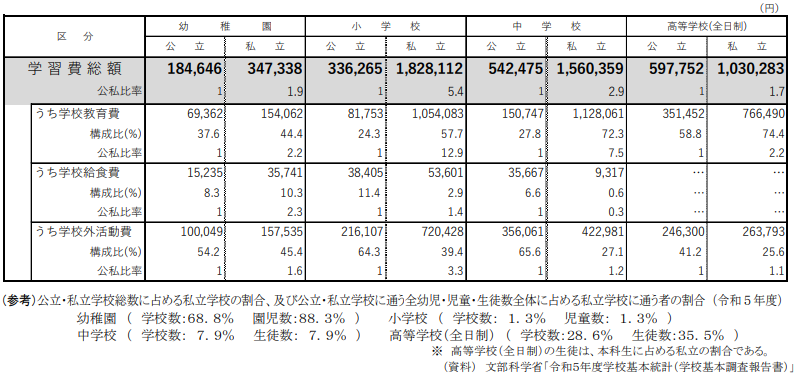 （円）
区 分 幼 稚 園 小 学 校 中 学 校 高等学校(全日制)
公 立 私 立 公 立 私 立 公 立 私 立 公 立 私 立
学習費総額 184,646 347,338 336,265 1,828,112 542,475 1,560,359 597,752 1,030,283
公私比率 1 1.9 1 5.4 1 2.9 1 1.7
うち学校教育費 69,362 154,062 81,753 1,054,083 150,747 1,128,061 351,452 766,490
構成比(%) 37.6 44.4 24.3 57.7 27.8 72.3 58.8 74.4
公私比率 1 2.2 1 12.9 1 7.5 1 2.2
うち学校給食費 15,235 35,741 38,405 53,601 35,667 9,317 … …
構成比(%) 8.3 10.3 11.4 2.9 6.6 0.6 … …
公私比率 1 2.3 1 1.4 1 0.3 … …
うち学校外活動費 100,049 157,535 216,107 720,428 356,061 422,981 246,300 263,793
構成比(%) 54.2 45.4 64.3 39.4 65.6 27.1 41.2 25.6
公私比率 1 1.6 1 3.3 1 1.2 1 1.1
（参考）公立・私立学校総数に占める私立学校の割合、及び公立・私立学校に通う全幼児・児童・生徒数全体に占める私立学校に通う者の割合（令和５年度）
幼稚園（ 学校数：68.8% 園児数：88.3% ） 小学校（ 学校数： 1.3% 児童数： 1.3% ）
中学校（ 学校数： 7.9% 生徒数： 7.9% ） 高等学校（全日制）（ 学校数：28.6% 生徒数：35.5% ）
※ 高等学校（全日制）の生徒は、本科生に占める私立の割合である。
（資料） 文部科学省「令和5年度学校基本統計（学校基本調査報告書）」